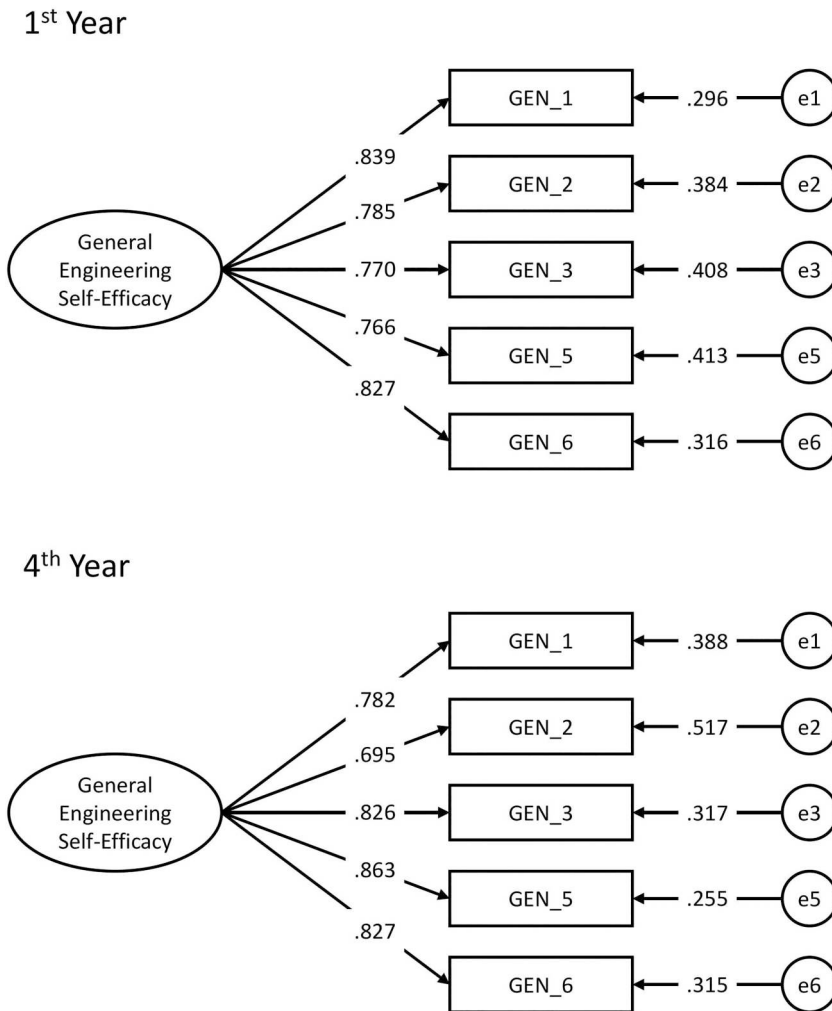 1st Year
GEN_1
.296
e1
.839
GEN_2
.384
e2
.785
General
Engineering
Self-Efficacy
.770
GEN_3
.408
e3
.766
GEN_5
.413
e5
.827
GEN_6
.316
e6
4th Year
GEN_1
.388
e1
.782
GEN_2
.517
e2
.695
General
Engineering
Self-Efficacy
.826
GEN_3
.317
e3
.863
GEN_5
.255
e5
.827
GEN_6
.315
e6